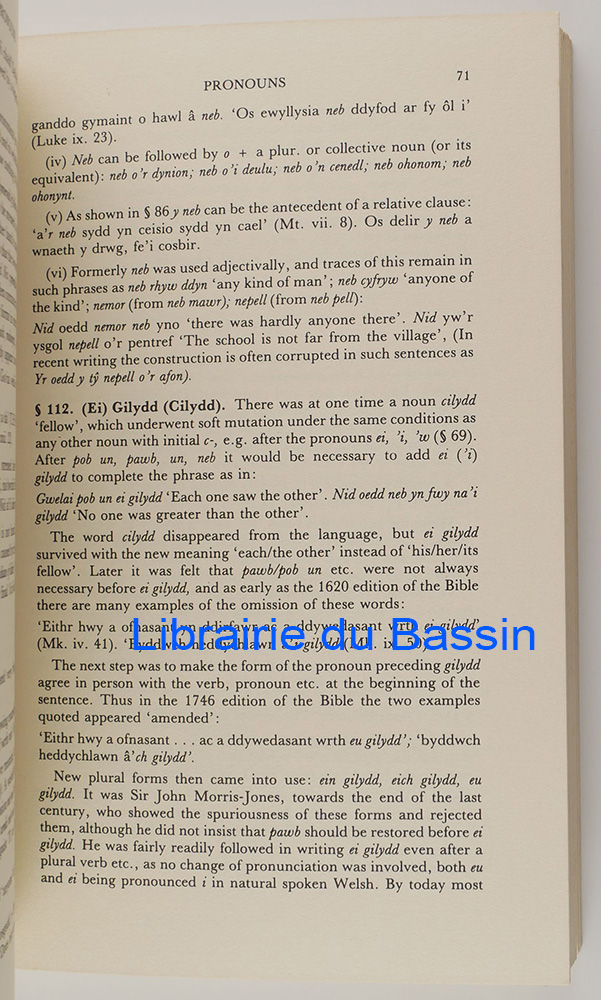 PRONOUNS 71
ganddo gymaint o hawl â neb. ‘Os ewyllysia neb ddyfod ar fy ôl i’
(Luke ix. 23).
(iv) Neb can be followed by o + a plur. or collective noun (or its
equivalent): neb o’r dynion; neb o’i deulu; neb o’n cenedl; neb ohonom; neb
ohonynt.
(v) As shown in § 86 y neb can be the antecedent of a relative clause:
‘a’r neb sydd yn ceisio sydd yn cael’ (Mt. vii. 8). Os delir y neb a
wnaeth y drwg, fe’i cosbir.
(vi) Formerly neb was used adjectivally, and traces of this remain in
such phrases as neb rhyw ddyn ‘any kind of man’; neb cyfryw ‘anyone of
the kind’; nemor (from neb mawr); nepell (from neb pell):
Nid oedd nemor neb yno ‘there was hardly anyone there’. Nid yw’r
ysgol nepell o’r pentref ‘The school is not far from the village’, (In
recent writing the construction is often corrupted in such sentences as
Yr oedd y tŷ nepell o’r afon).
§ 112. (Ei) Gilydd (Cilydd). There was at one time a noun cilydd
‘fellow’, which underwent soft mutation under the same conditions as
any other noun with initial c-, e.g. after the pronouns ei, ’i, ’w (§ 69).
After pob un, pawb, un, neb it would be necessary to add ei (’i)
gilydd to complete the phrase as in:
Gwelai pob un ei gilydd ‘Each one saw the other’. Nid oedd neb yn fwy na’i
gilydd ‘No one was greater than the other’.
The word cilydd disappeared from the language, but ei gilydd
survived with the new meaning ‘each/the other’ instead of ‘his/her/its
fellow’. Later it was felt that pawb/pob un etc. were not always
necessary before ei gilydd, and as early as the 1620 edition of the Bible
there are many examples of the omission of these words:
‘Eithr hwy a ofnasant yn ddirfawr ac a ddywedasant wrth ei gilydd’
(Mk. iv. 41). ‘Byddwch heddychlawn â’i gilydd’ (Mk. ix. 50).
Librairie du Bassin
The next step was to make the form of the pronoun preceding gilydd
agree in person with the verb, pronoun etc. at the beginning of the
sentence. Thus in the 1746 edition of the Bible the two examples
quoted appeared ‘amended’:
‘Eithr hwy a ofnasant . . . ac a ddywedasant wrth eu gilydd’; ‘byddwch
heddychlawn â’ch gilydd’.
New plural forms then came into use: ein gilydd, eich gilydd, eu
gilydd. It was Sir John Morris-Jones, towards the end of the last
century, who showed the spuriousness of these forms and rejected
them, although he did not insist that pawb should be restored before ei
gilydd. He was fairly readily followed in writing ei gilydd even after a
plural verb etc., as no change of pronunciation was involved, both eu
and ei being pronounced i in natural spoken Welsh. By today most